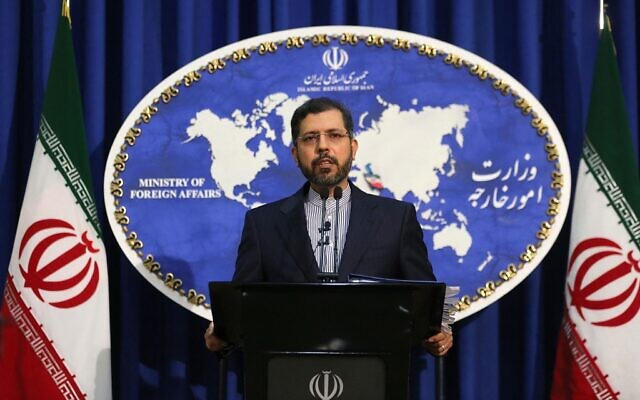 جمهوری اسلامی ایران
ISLAMIC REPUBLIC OF IRAN
MINISTRY OF
FOREIGN AFFAIRS
وزارت
امور خارجه